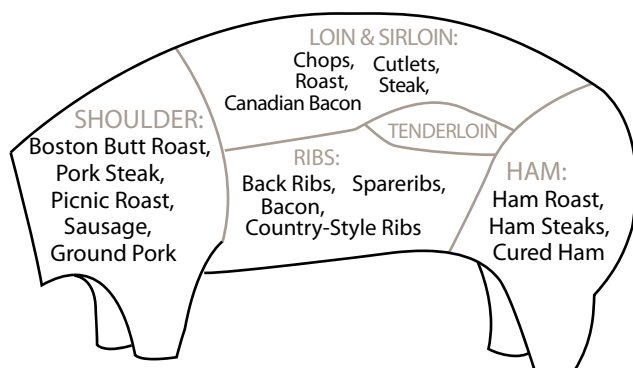 LOIN & SIRLOIN:
Chops, Cutlets,
Roast, Steak,
Canadian Bacon
TENDERLOIN
SHOULDER:
Boston Butt Roast,
Pork Steak,
Picnic Roast,
Sausage,
Ground Pork
RIBS:
Back Ribs, Spareribs,
Bacon,
Country-Style Ribs
HAM:
Ham Roast,
Ham Steaks,
Cured Ham